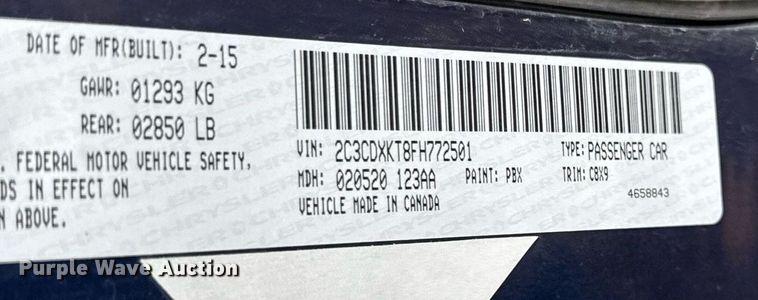 DATE OF MFR(BUILT): 2-15
GAWR: 01293 KG
REAR: 02850 LB
. FEDERAL MOTOR VEHICLE SAFETY,
DS IN EFFECT ON
N ABOVE.
VIN: 2C3CDXKT8FH772501
TYPE: PASSENGER CAR
MDH: 020520 123AA PAINT: PBX TRIM: C8X9
VEHICLE MADE IN CANADA
4658843
CHRYSLER
Purple Wave Auction